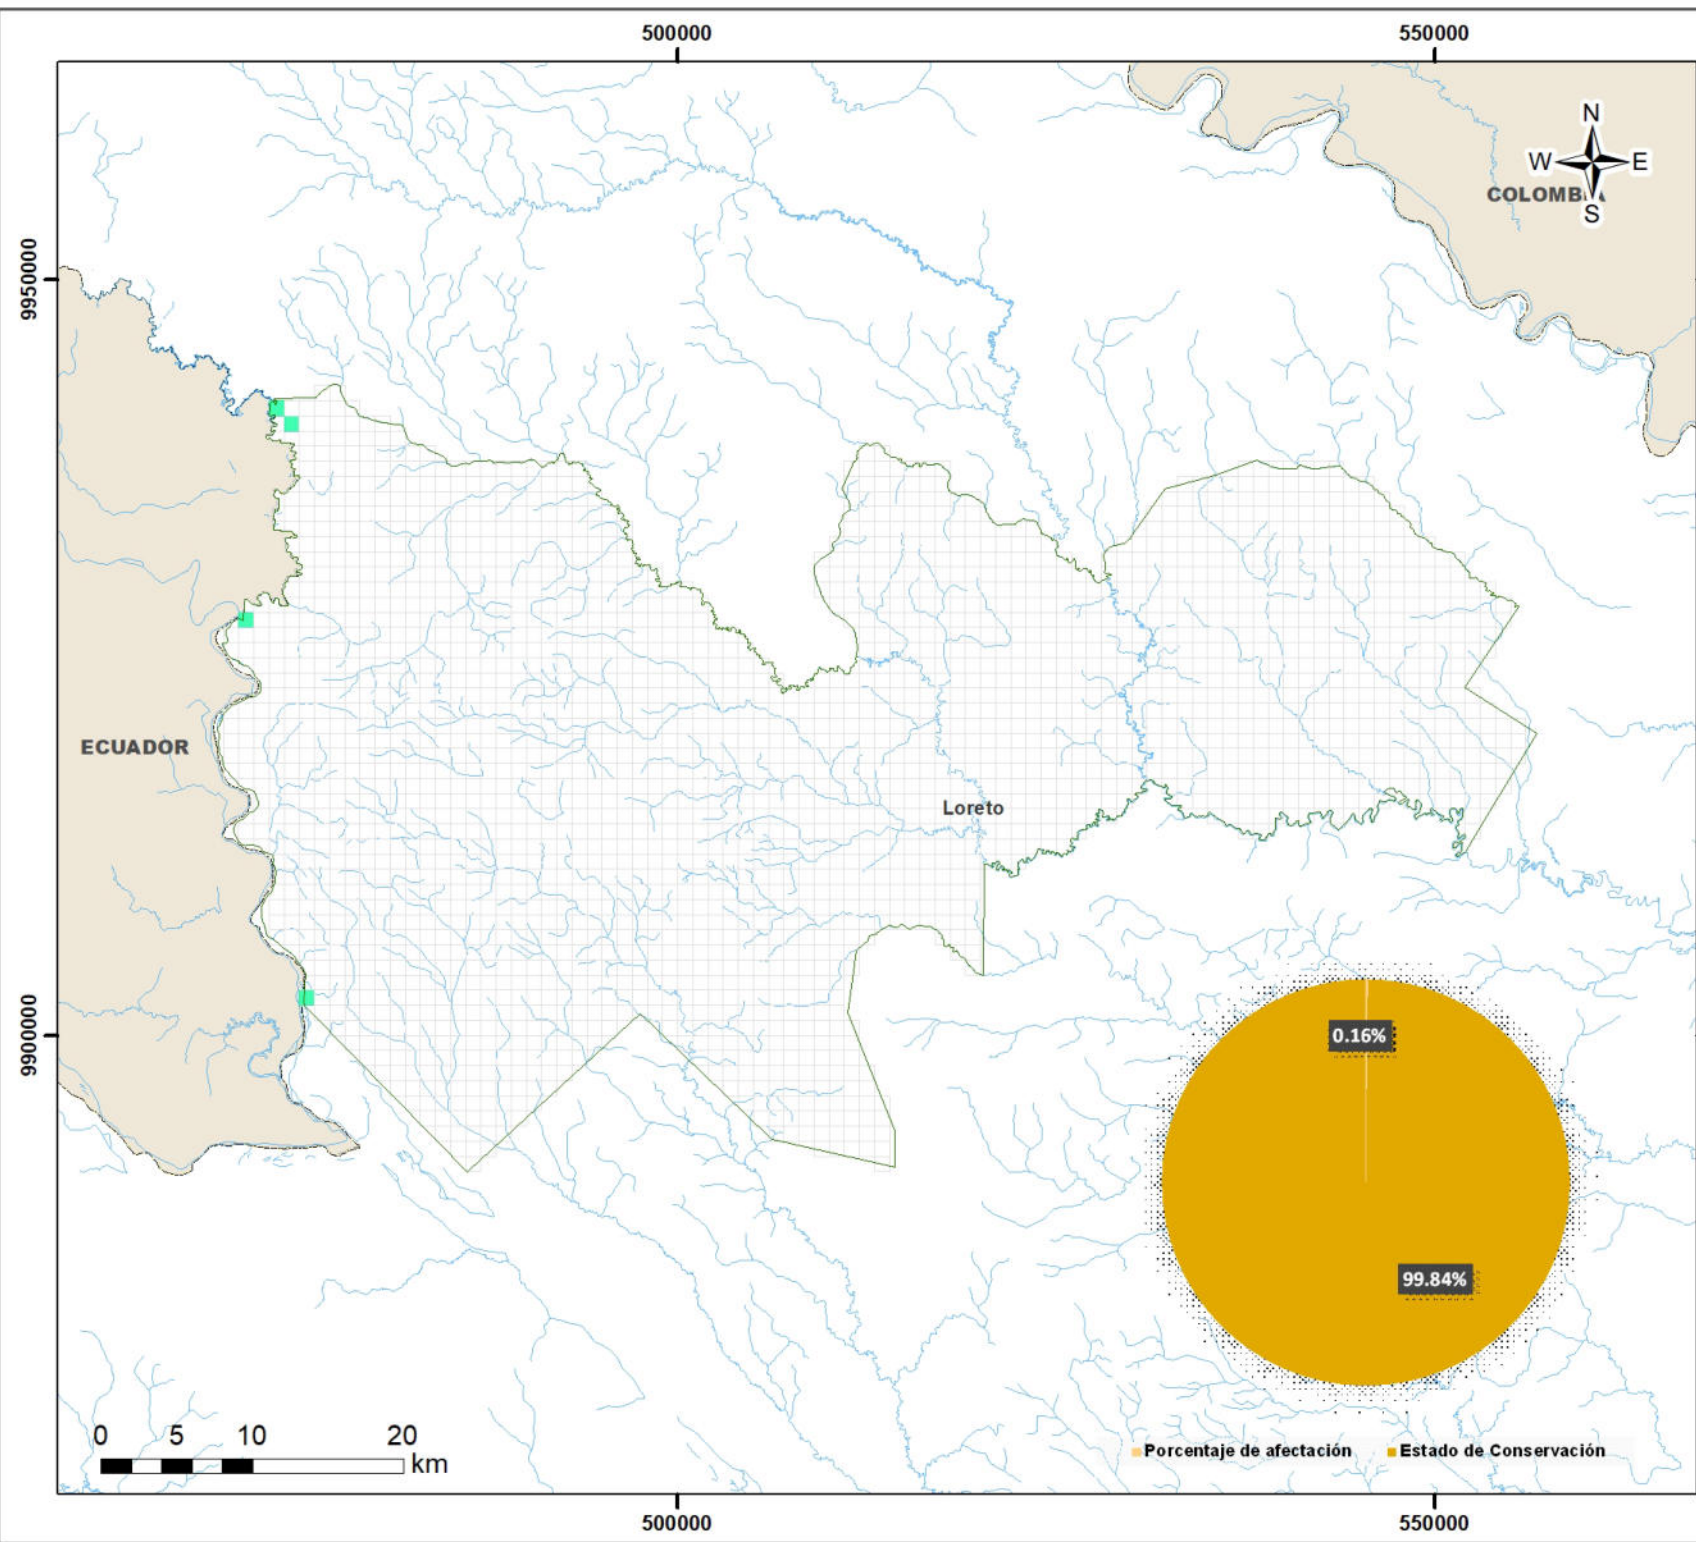 500000
550000
N
W E
COLOMBIA
S
9950000
ECUADOR
Loreto
9900000
0.16%
99.84%
0 5 10 20
km
Porcentaje de afectación Estado de Conservación
500000
550000